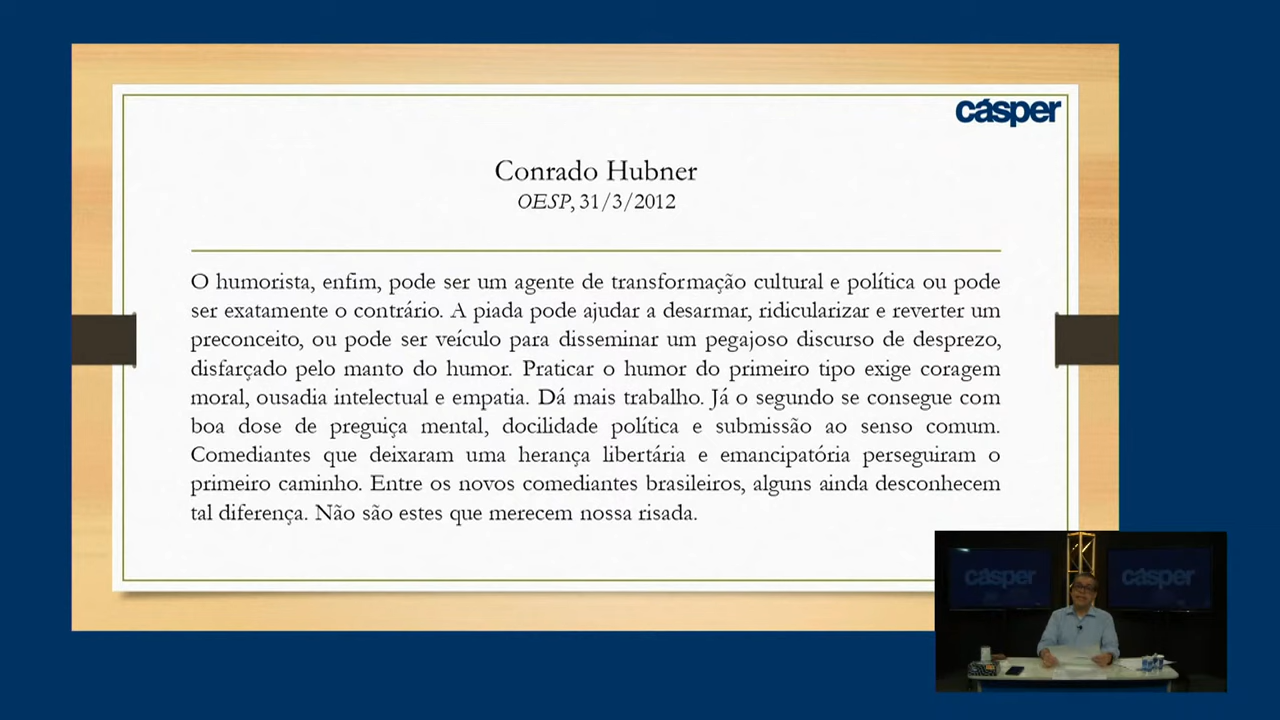 cásper
Conrado Hubner
OESP, 31/3/2012
O humorista, enfim, pode ser um agente de transformação cultural e política ou pode
ser exatamente o contrário. A piada pode ajudar a desarmar, ridicularizar e reverter um
preconceito, ou pode ser veículo para disseminar um pegajoso discurso de desprezo,
disfarçado pelo manto do humor. Praticar o humor do primeiro tipo exige coragem
moral, ousadia intelectual e empatia. Dá mais trabalho. Já o segundo se consegue com
boa dose de preguiça mental, docilidade política e submissão ao senso comum.
Comediantes que deixaram uma herança libertária e emancipatória perseguiram o
primeiro caminho. Entre os novos comediantes brasileiros, alguns ainda desconhecem
tal diferença. Não são estes que merecem nossa risada.
cásper
cásper